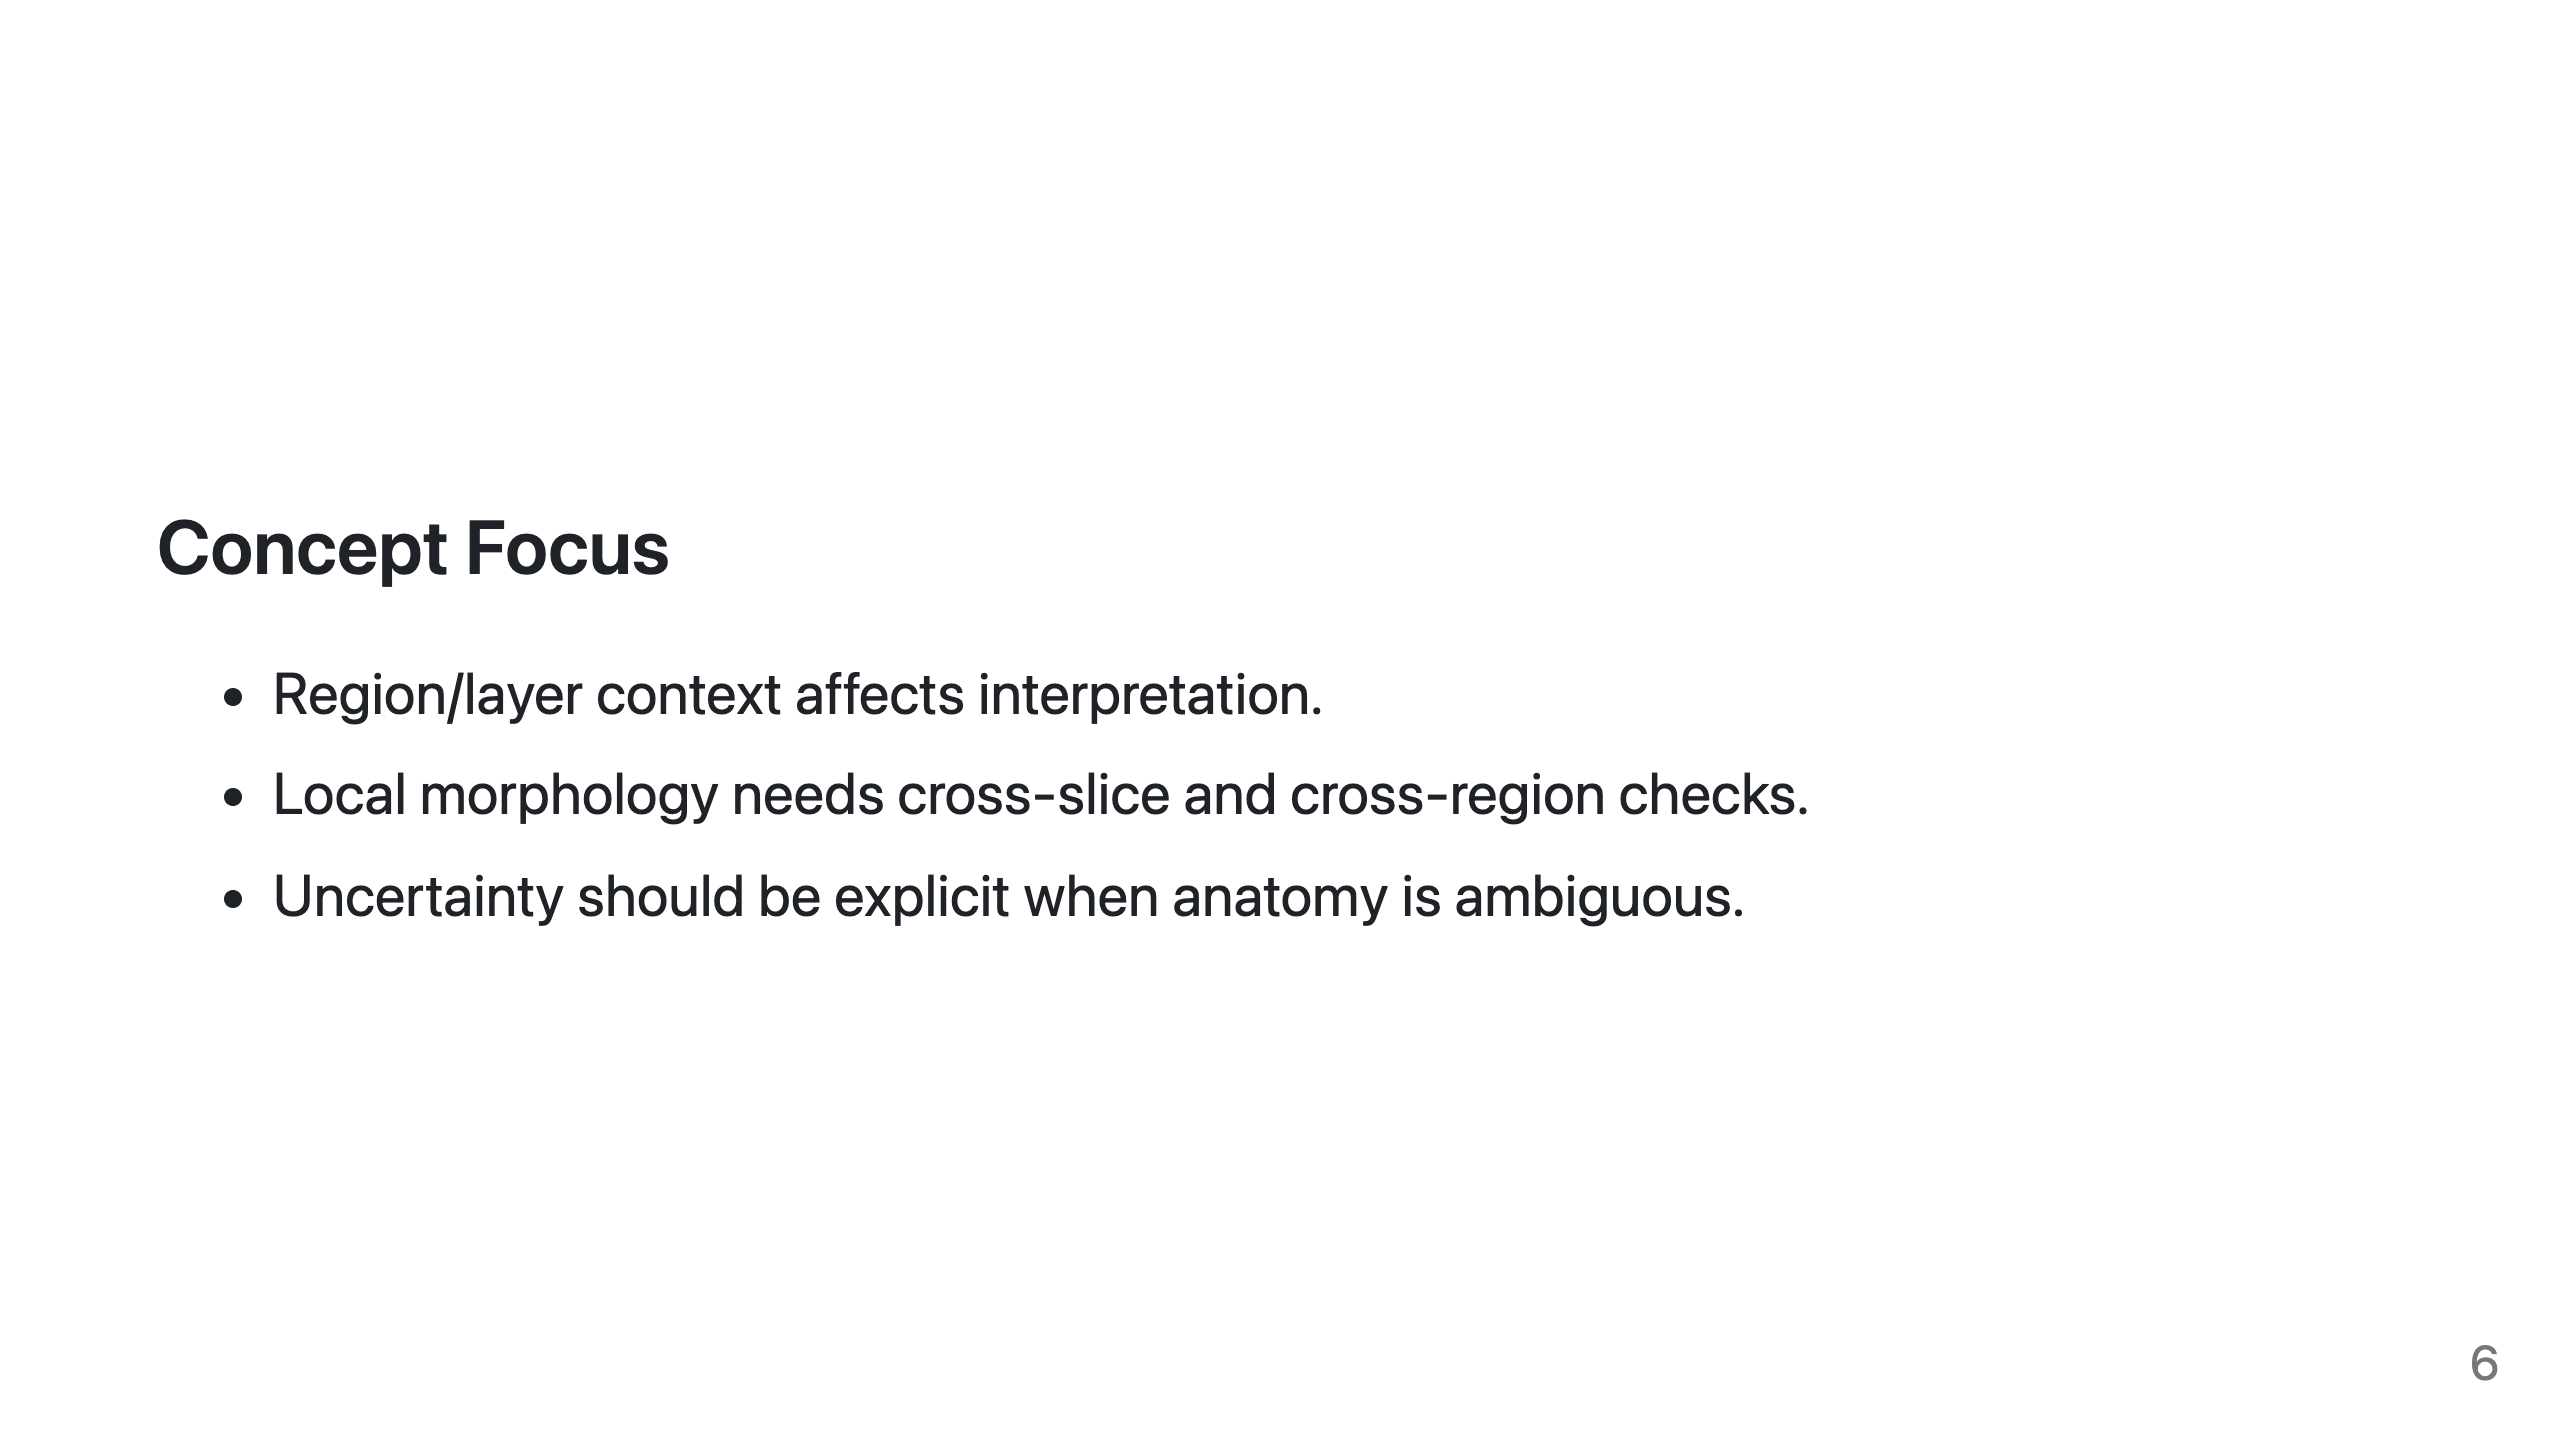 Concept Focus
• Region/layer context affects interpretation.
• Local morphology needs cross-slice and cross-region checks.
• Uncertainty should be explicit when anatomy is ambiguous.
6